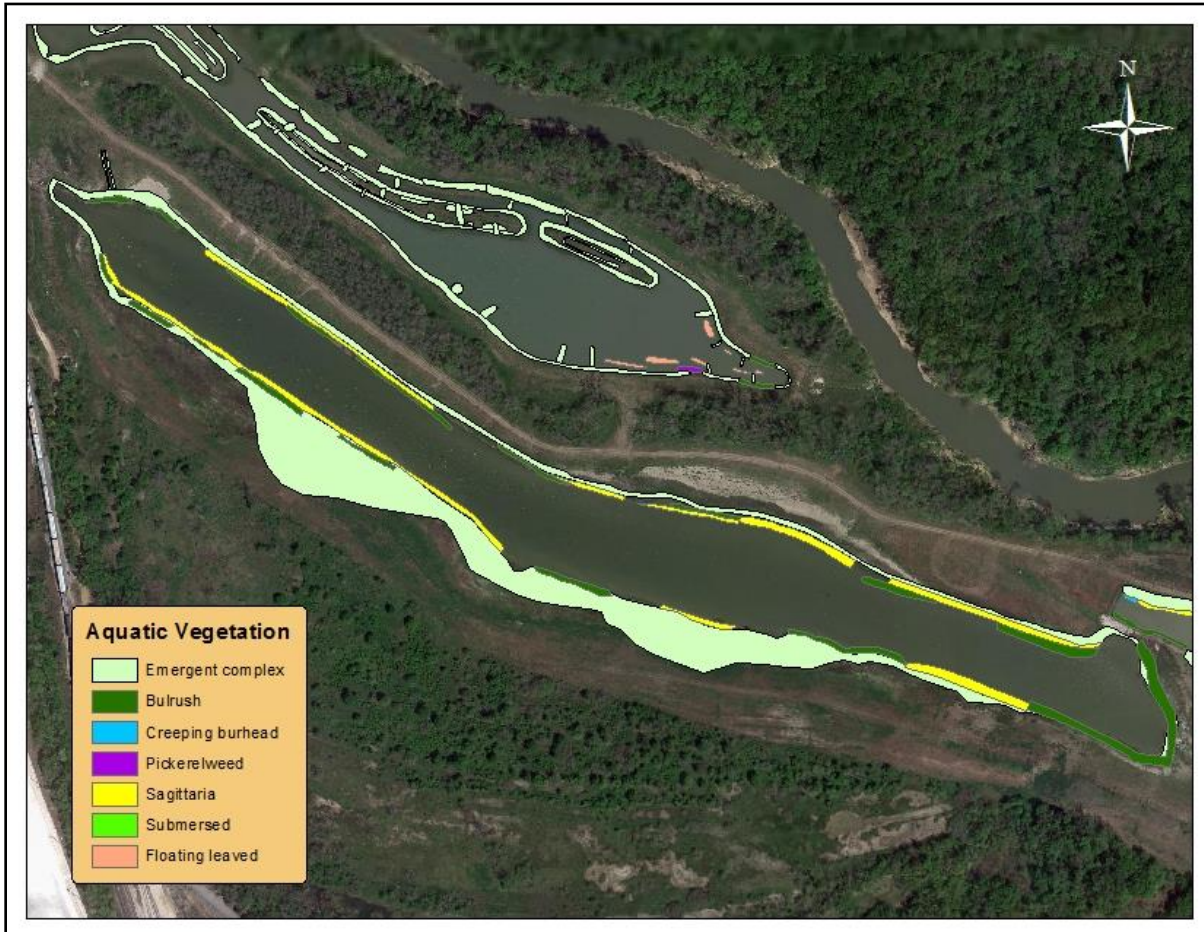 N
Aquatic Vegetation
Emergent complex
Bulrush
Creeping burhead
Pickerelweed
Sagittaria
Submersed
Floating leaved